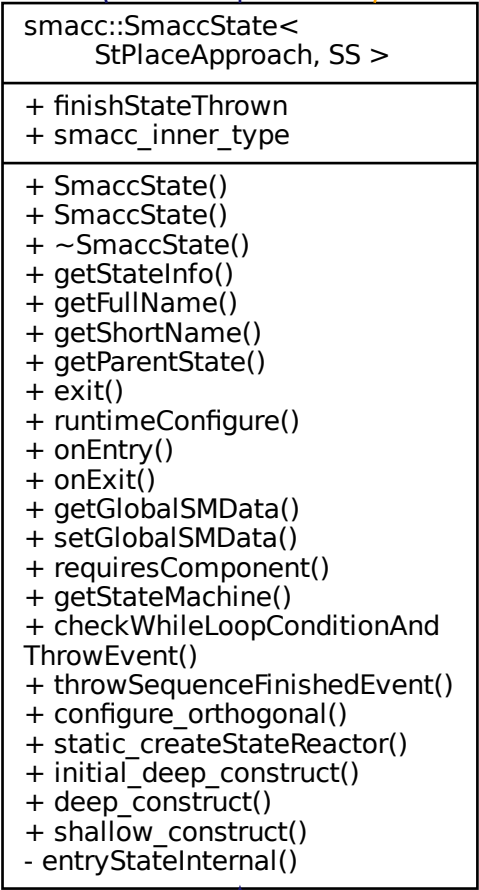 smacc::SmaccState<
StPlaceApproach, SS >
+ finishStateThrown
+ smacc_inner_type
+ SmaccState()
+ SmaccState()
+ ~SmaccState()
+ getStateInfo()
+ getFullName()
+ getShortName()
+ getParentState()
+ exit()
+ runtimeConfigure()
+ onEntry()
+ onExit()
+ getGlobalSMData()
+ setGlobalSMData()
+ requiresComponent()
+ getStateMachine()
+ checkWhileLoopConditionAnd
ThrowEvent()
+ throwSequenceFinishedEvent()
+ configure_orthogonal()
+ static_createStateReactor()
+ initial_deep_construct()
+ deep_construct()
+ shallow_construct()
- entryStateInternal()